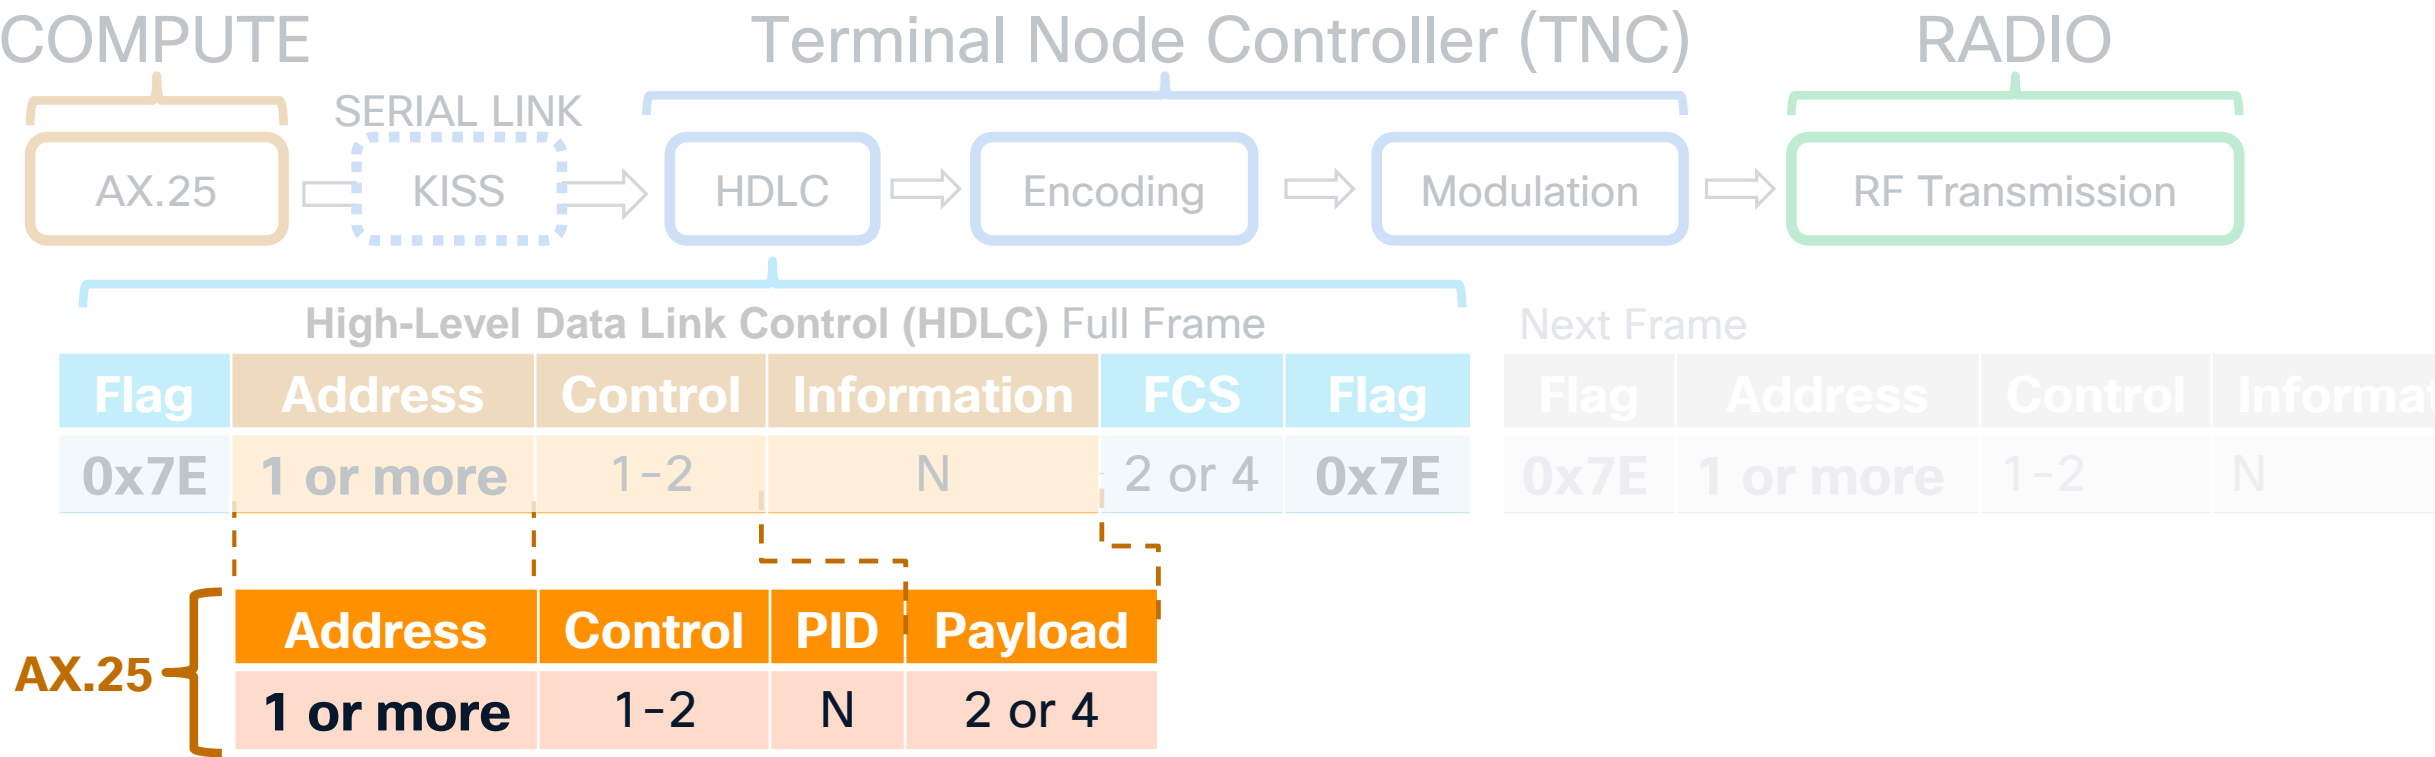 COMPUTE Terminal Node Controller (TNC) RADIO
SERIAL LINK
AX.25 KISS HDLC Encoding Modulation RF Transmission
High-Level Data Link Control (HDLC) Full Frame Next Frame
Flag Address Control Information FCS Flag Flag Address Control Informat
0x7E 1 or more 1-2 N 2 or 4 0x7E 0x7E 1 or more 1-2 N
Address Control PID Payload
AX.25
1 or more 1-2 N 2 or 4